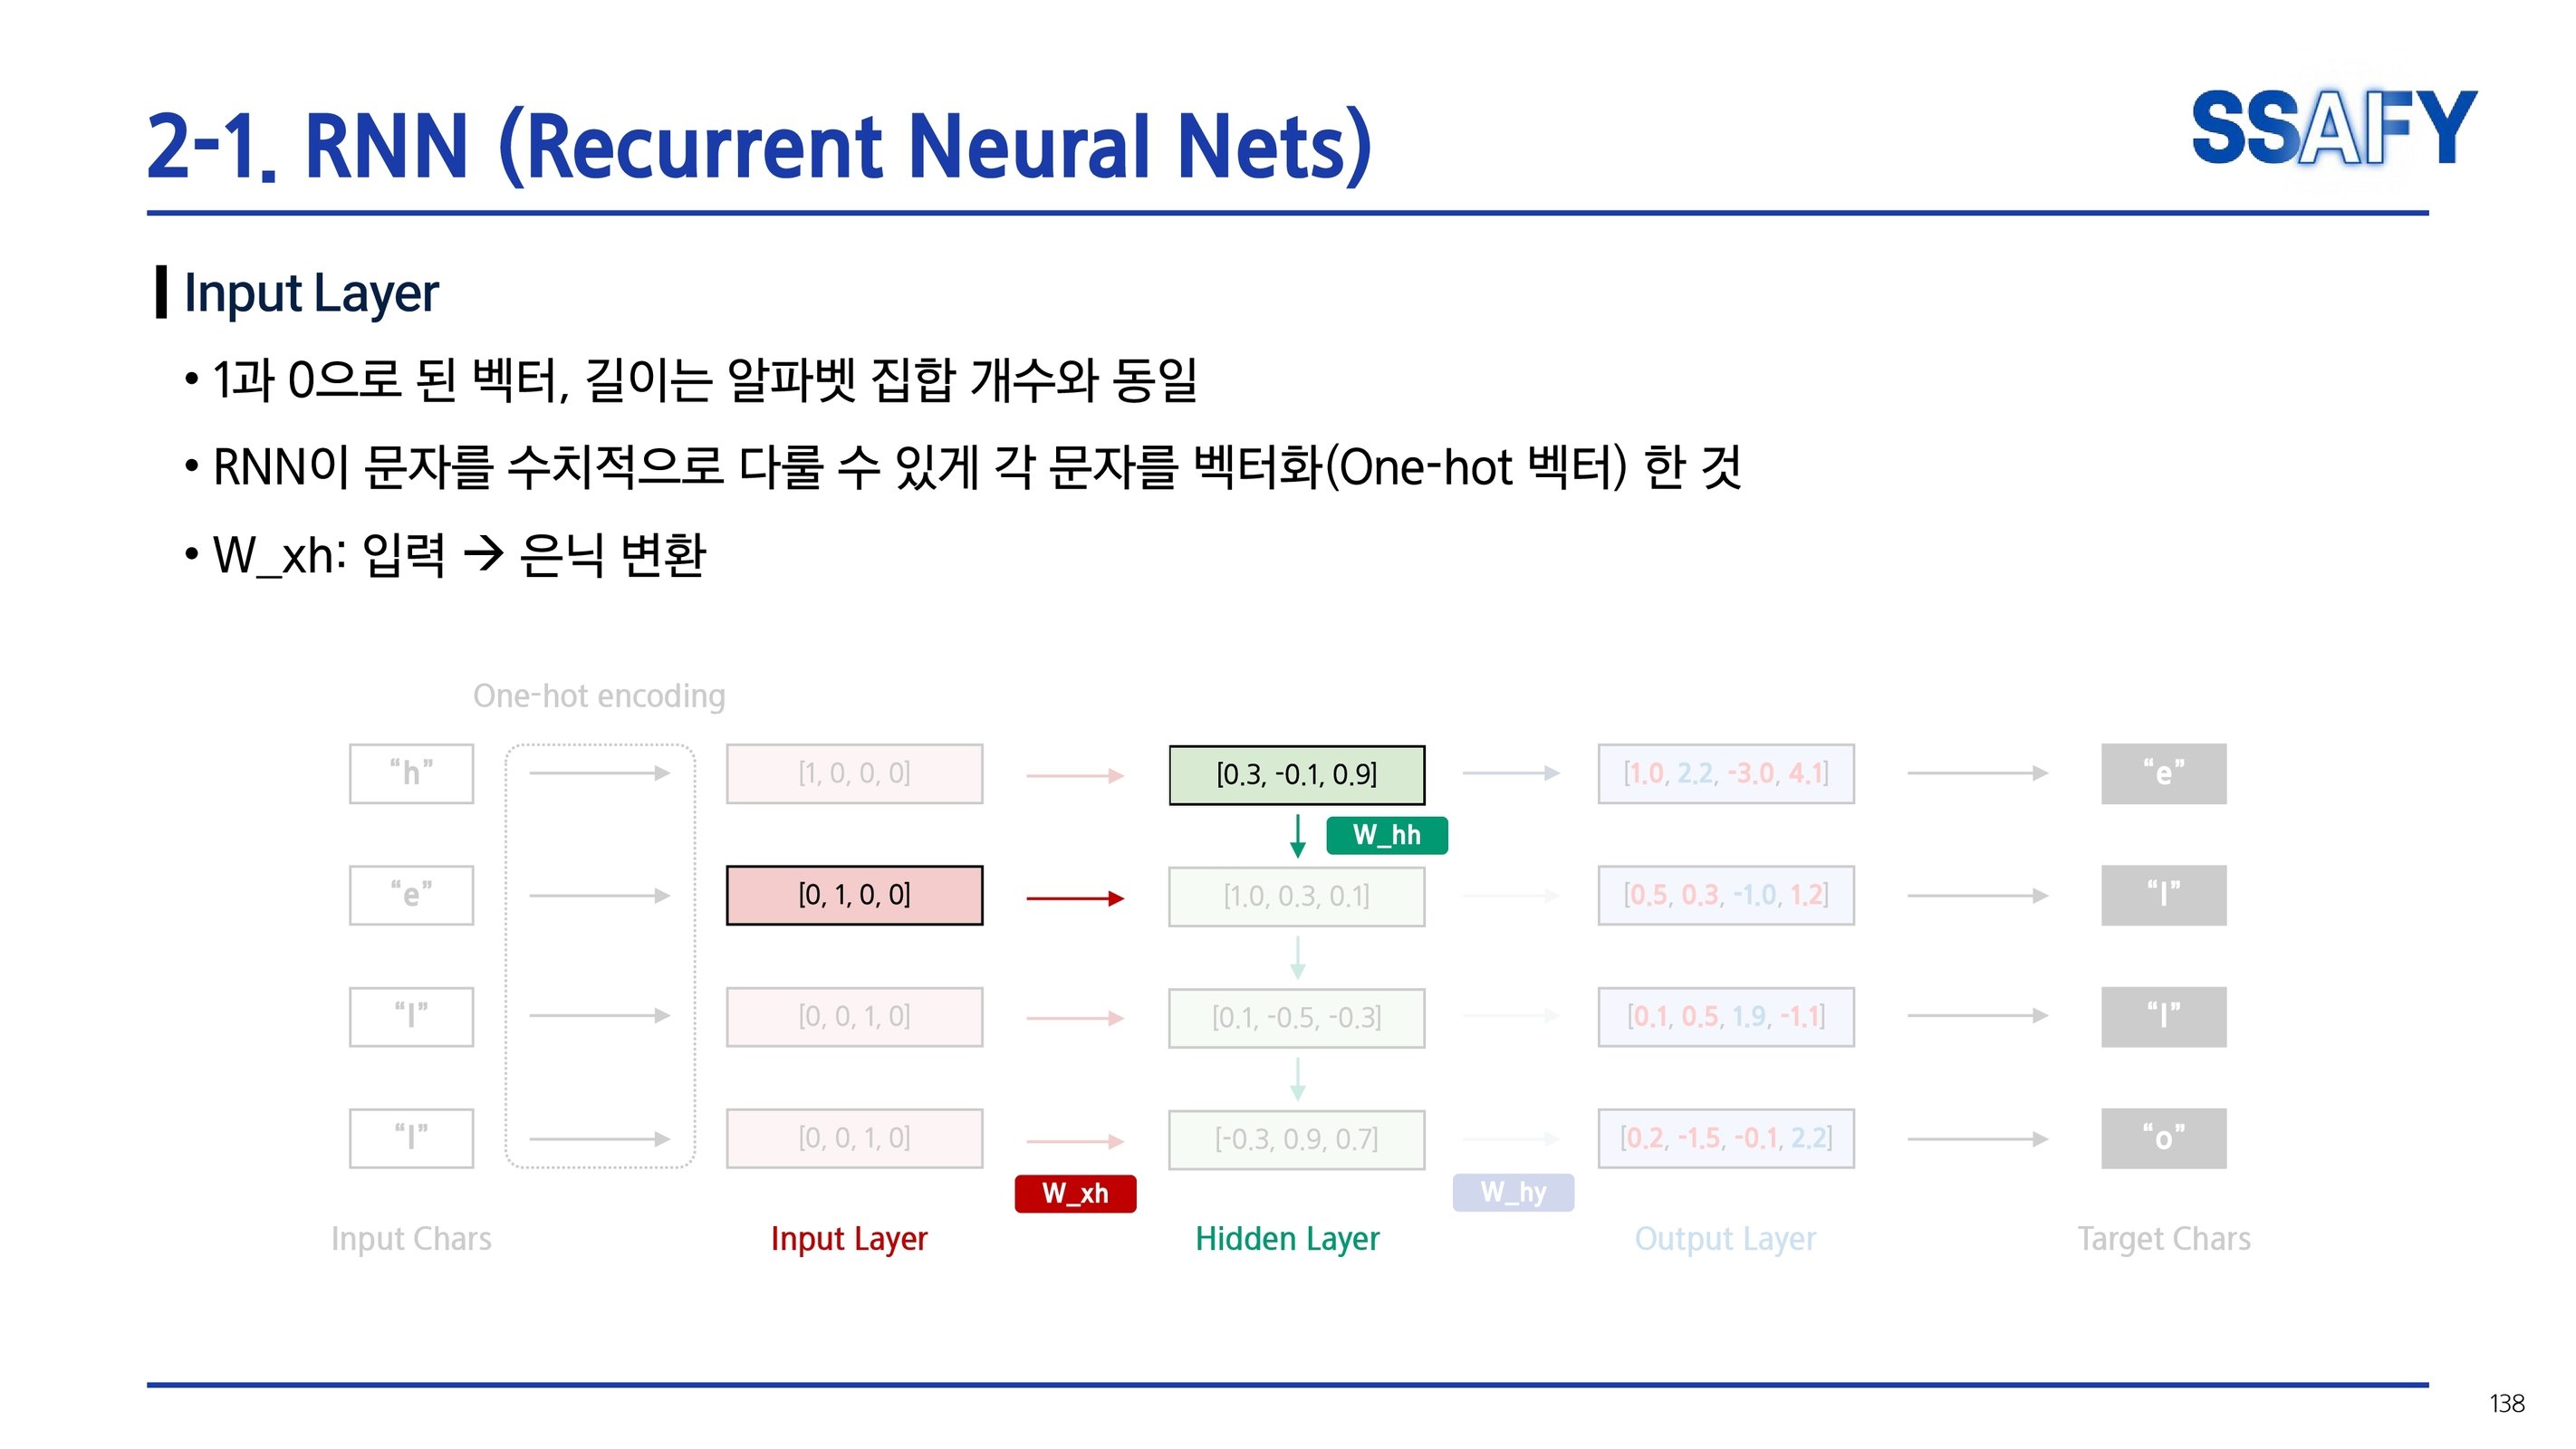 2-1. RNN (Recurrent Neural Nets)
SSAFY
Input Layer
• 1과 0으로 된 벡터, 길이는 알파벳 집합 개수와 동일
• RNN이 문자를 수치적으로 다룰 수 있게 각 문자를 벡터화(One-hot 벡터) 한 것
• W_xh: 입력 → 은닉 변환
One-hot encoding
“h” [1, 0, 0, 0] [0.3, -0.1, 0.9] [1.0, 2.2, -3.0, 4.1] “e”
W_hh
“e” [0, 1, 0, 0] [1.0, 0.3, 0.1] [0.5, 0.3, -1.0, 1.2] “l”
“l” [0, 0, 1, 0] [0.1, -0.5, -0.3] [0.1, 0.5, 1.9, -1.1] “l”
“l” [0, 0, 1, 0] [-0.3, 0.9, 0.7] [0.2, -1.5, -0.1, 2.2] “o”
W_xh W_hy
Input Chars Input Layer Hidden Layer Output Layer Target Chars
138